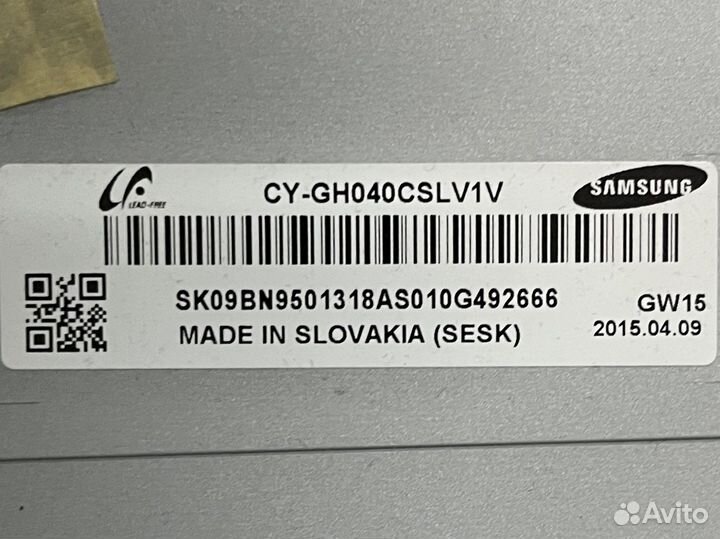 LEAD-FREE
CY-GH040CSLV1V
SAMSUNG
SK09BN9501318AS010G492666
GW15
MADE IN SLOVAKIA (SESK)
2015.04.09
Avito